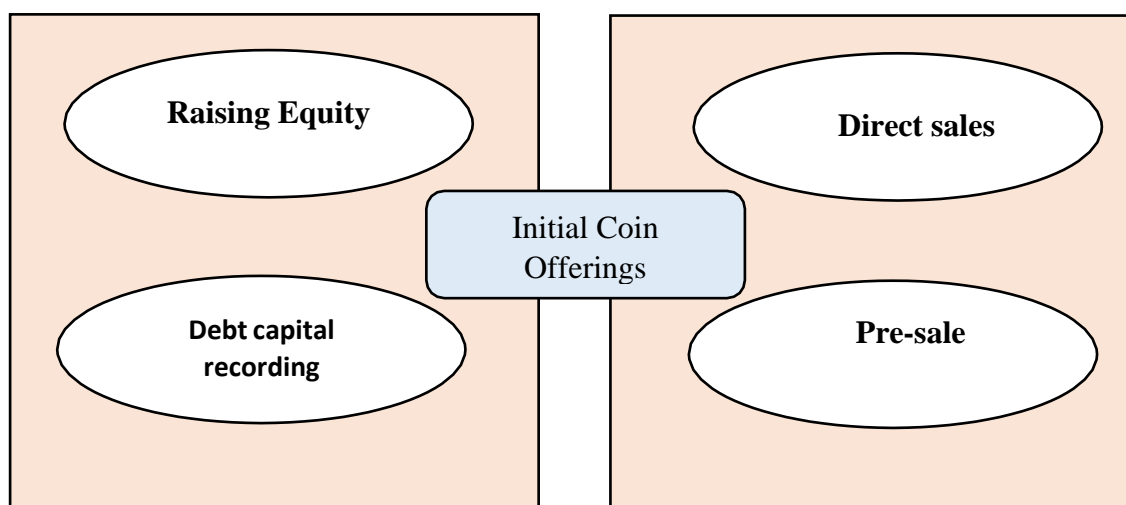 Raising Equity
Direct sales
Initial Coin
Offerings
Debt capital
recording
Pre-sale